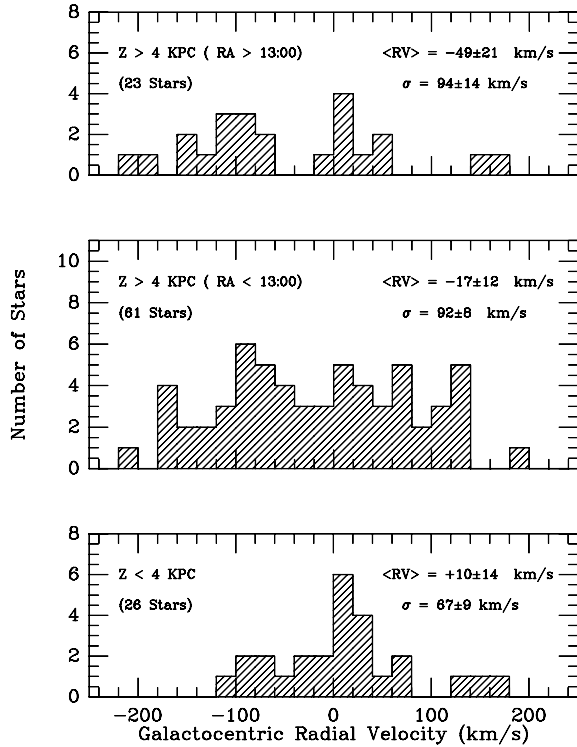 8
6
4
2
0
Z > 4 KPC ( RA > 13:00)
<RV> = −49±21 km/s
(23 Stars)
σ = 94±14 km/s
10
8
6
4
2
0
Z > 4 KPC ( RA < 13:00)
<RV> = −17±12 km/s
(61 Stars)
σ = 92±8 km/s
Number of Stars
8
6
4
2
0
Z < 4 KPC
<RV> = +10±14 km/s
(26 Stars)
σ = 67±9 km/s
−200 −100 0 100 200
Galactocentric Radial Velocity (km/s)